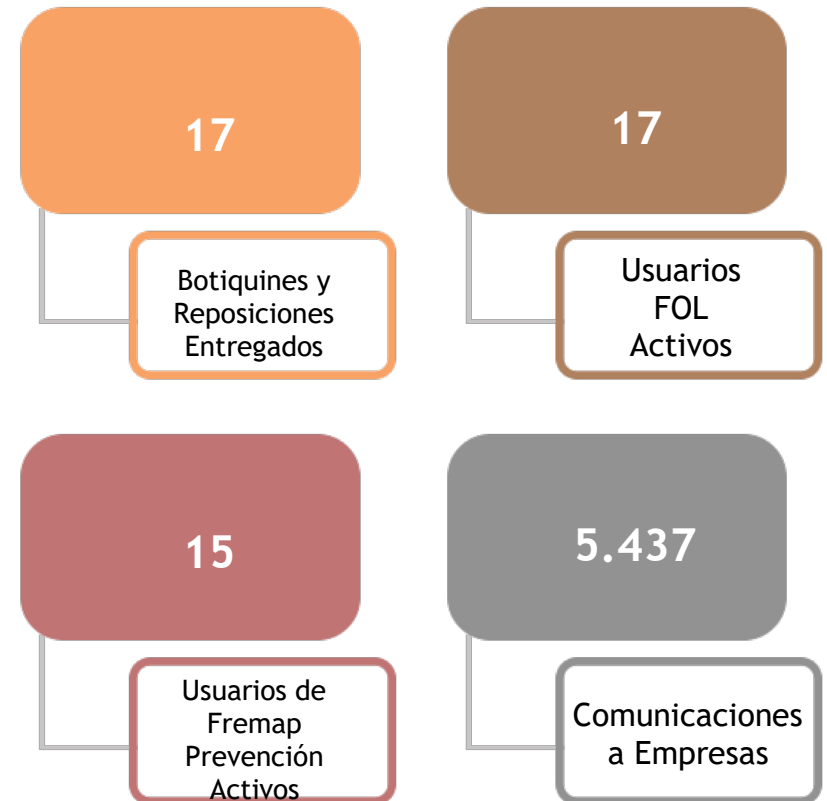 17
Botiquines y
Reposiciones
Entregados
17
Usuarios
FOL
Activos
15
Usuarios de
Fremap
Prevención
Activos
5.437
Comunicaciones
a Empresas